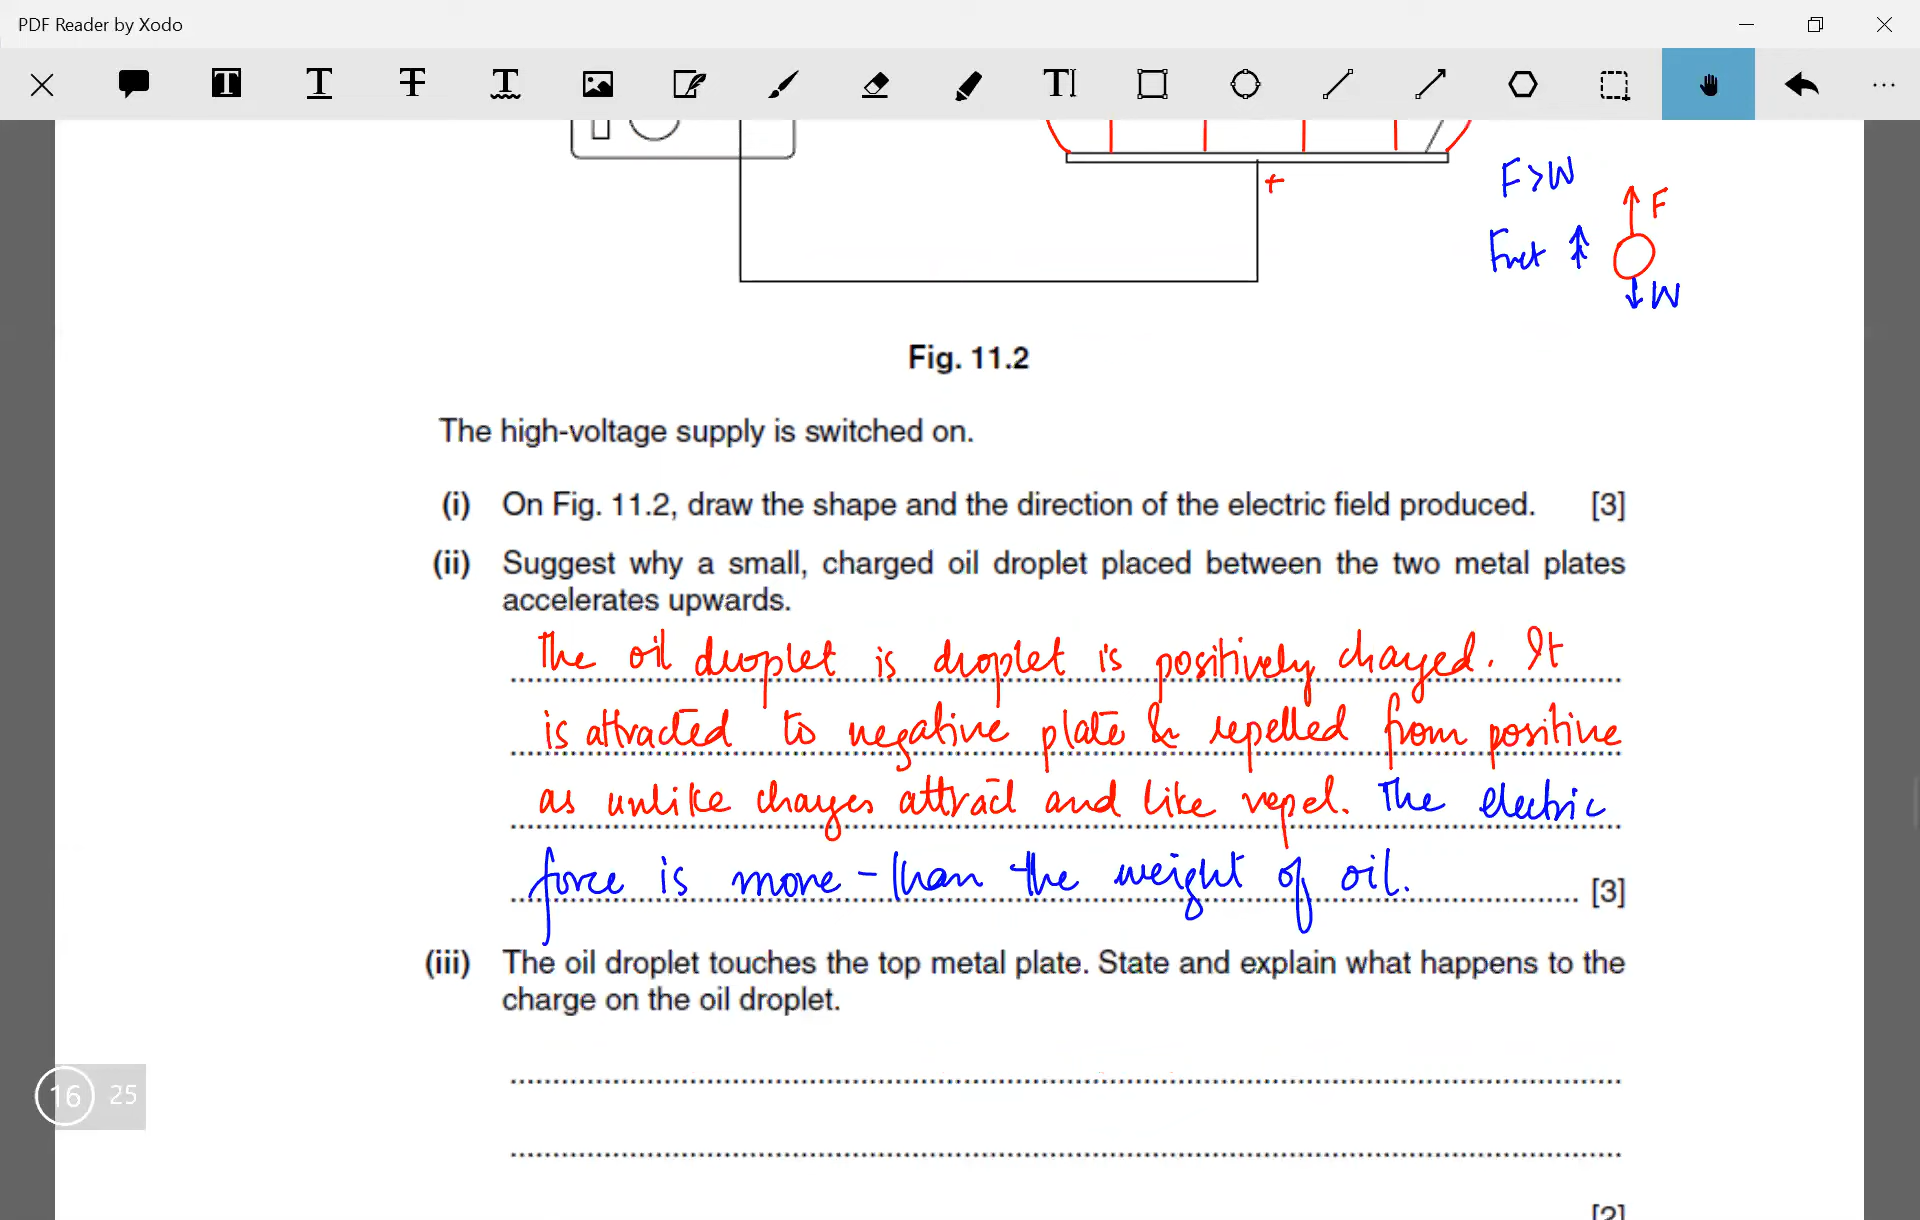 PDF Reader by Xodo
+
F>W
F
Fnet
W
Fig. 11.2
The high-voltage supply is switched on.
(i) On Fig. 11.2, draw the shape and the direction of the electric field produced. [3]
(ii) Suggest why a small, charged oil droplet placed between the two metal plates
accelerates upwards.
The oil droplet is droplet is positively charged. It
is attracted to negative plate & repelled from positive
as unlike charges attract and like repel. The electric
force is more than the weight of oil. [3]
(iii) The oil droplet touches the top metal plate. State and explain what happens to the
charge on the oil droplet.
16 25
[2]